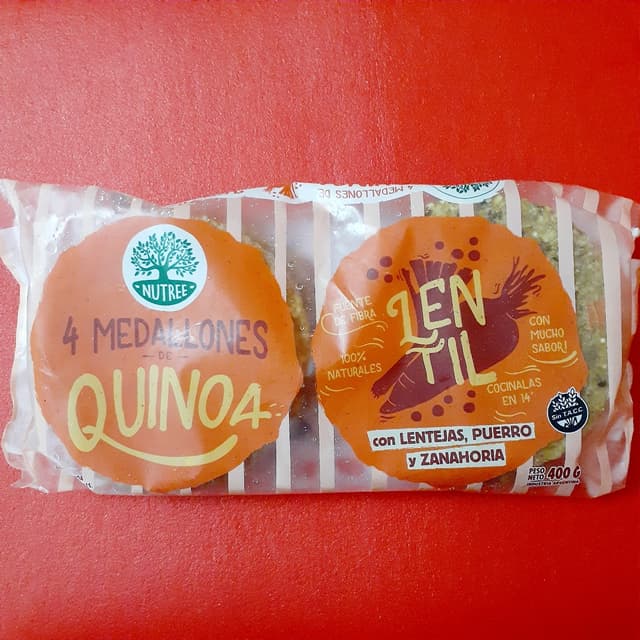 4 MEDALLONES DE
NUTREE
4 MEDALLONES
DE
QUINOA
LEN
TIL
FUENTE
DE FIBRA
100%
NATURALES
CON
MUCHO
SABOR!
COCINALAS
EN 14'
con LENTEJAS, PUERRO
y ZANAHORIA
Sin T.A.C.C.
PESO
NETO 400 G
INDUSTRIA ARGENTINA